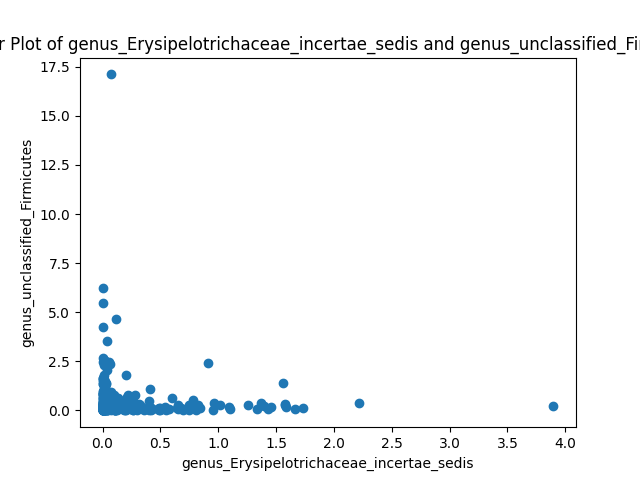 r Plot of genus_Erysipelotrichaceae_incertae_sedis and genus_unclassified_Fir
17.5
15.0
12.5
10.0
7.5
5.0
2.5
0.0
genus_unclassified_Firmicutes
0.0 0.5 1.0 1.5 2.0 2.5 3.0 3.5 4.0
genus_Erysipelotrichaceae_incertae_sedis